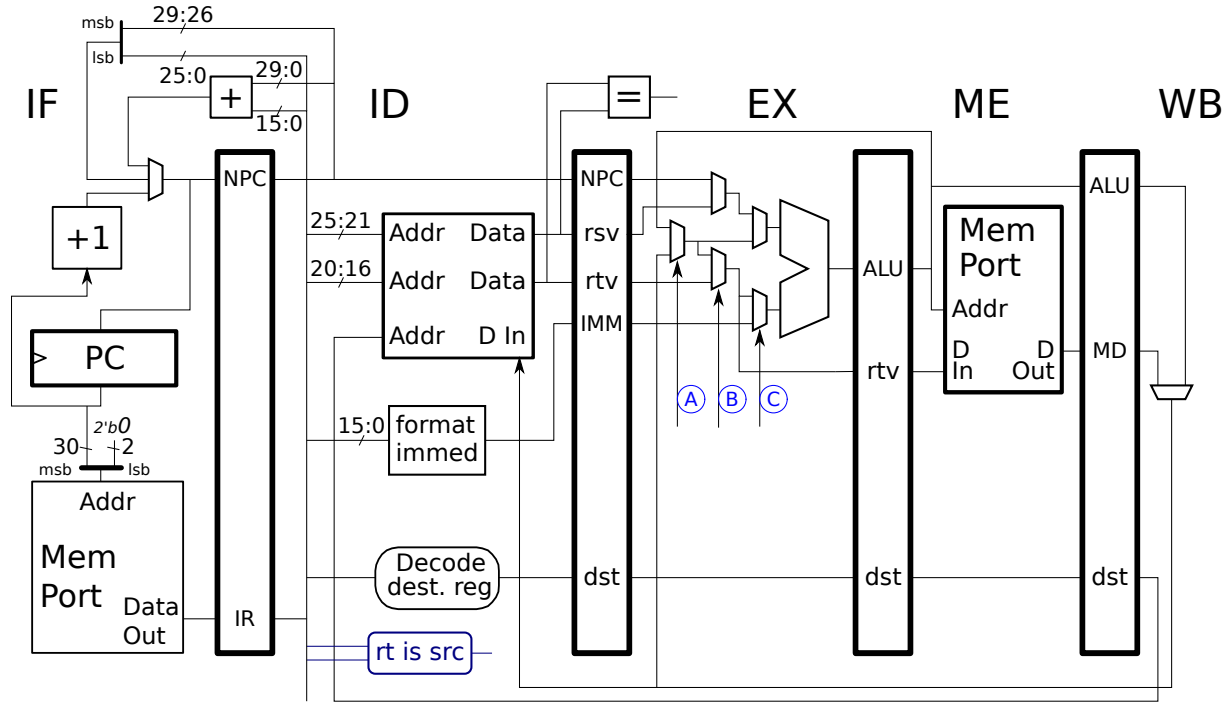 29:26
msb
lsb
25:0
29:0
15:0
+
=
IF
ID
EX
ME
WB
NPC
NPC
ALU
+1
25:21
Addr
Data
rsv
20:16
Addr
Data
rtv
Addr
D In
IMM
ALU
Mem
Port
Addr
D
In
D
Out
MD
PC
rtv
A
B
C
2'b0
30
2
msb
lsb
15:0
format
immed
Addr
Mem
Port
Data
Out
IR
Decode
dest. reg
dst
dst
dst
rt is src